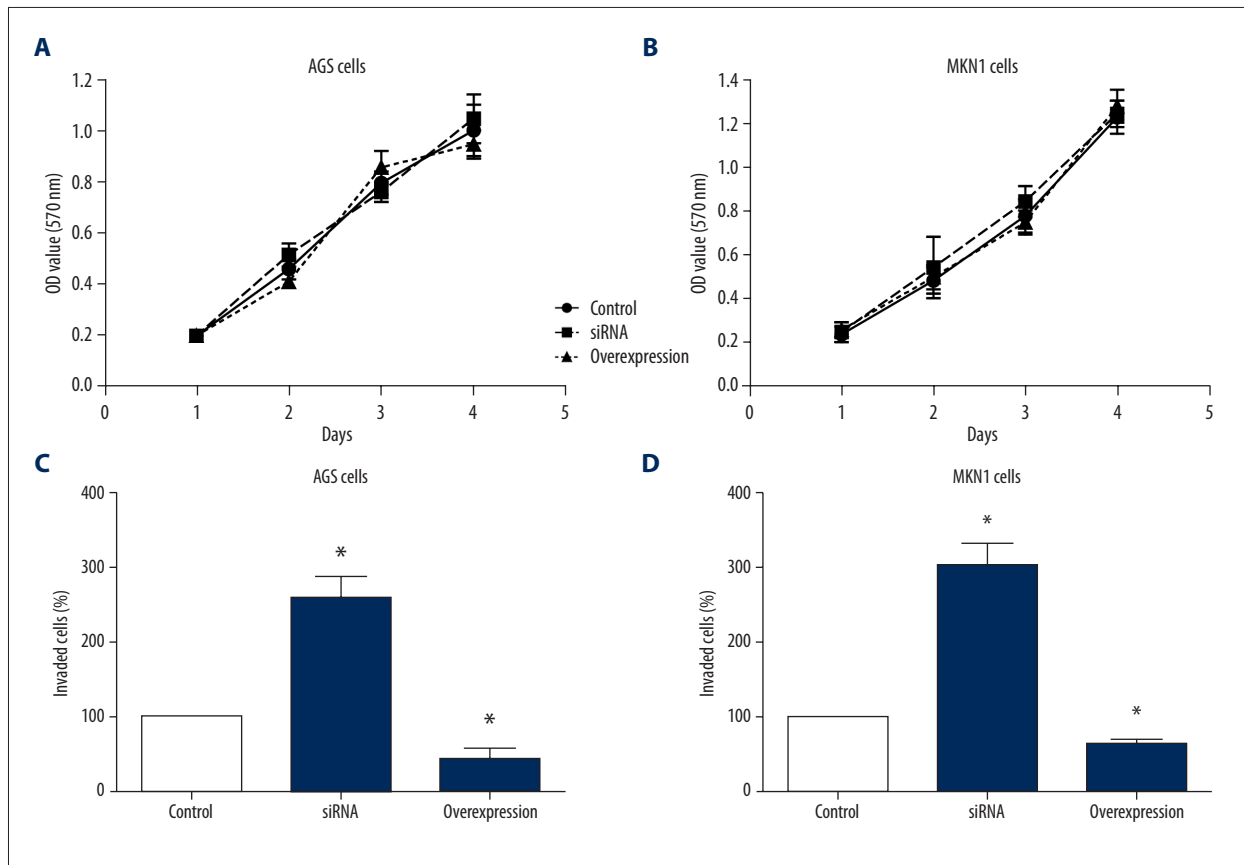 A
AGS cells
1.2
1.0
0.8
0.6
0.4
0.2
0.0
OD value (570 nm)
0 1 2 3 4 5
Days
Control
siRNA
Overexpression
B
MKN1 cells
1.4
1.2
1.0
0.8
0.6
0.4
0.2
0.0
OD value (570 nm)
0 1 2 3 4 5
Days
C
AGS cells
400
300
200
100
0
Invaded cells (%)
*
*
Control siRNA Overexpression
D
MKN1 cells
400
300
200
100
0
Invaded cells (%)
*
*
Control siRNA Overexpression